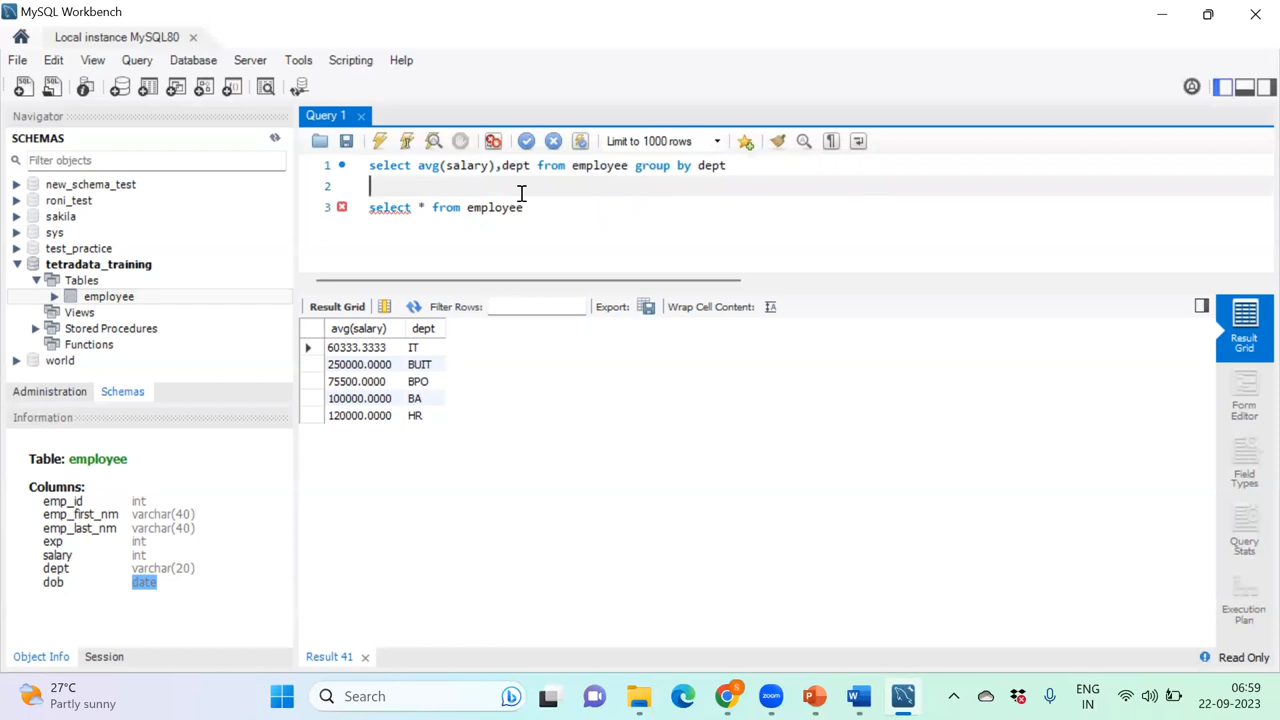 MySQL Workbench
Local instance MySQL80
File Edit View Query Database Server Tools Scripting Help
Navigator
SCHEMAS
Filter objects
new_schema_test
roni_test
sakila
sys
test_practice
tetradata_training
Tables
employee
Views
Stored Procedures
Functions
world
Administration Schemas
Information
Table: employee
Columns:
emp_id int
emp_first_nm varchar(40)
emp_last_nm varchar(40)
exp int
salary int
dept varchar(20)
dob date
Object Info Session
Query 1
Limit to 1000 rows
1 select avg(salary),dept from employee group by dept
2
3 select * from employee
Result Grid Filter Rows: Export: Wrap Cell Content:
avg(salary) dept
60333.3333 IT
250000.0000 BUIT
75500.0000 BPO
100000.0000 BA
120000.0000 HR
Result Grid
Form Editor
Field Types
Query Stats
Execution Plan
Result 41
Read Only
27°C
Partly sunny
Search
5
ENG
IN
06:59
22-09-2023